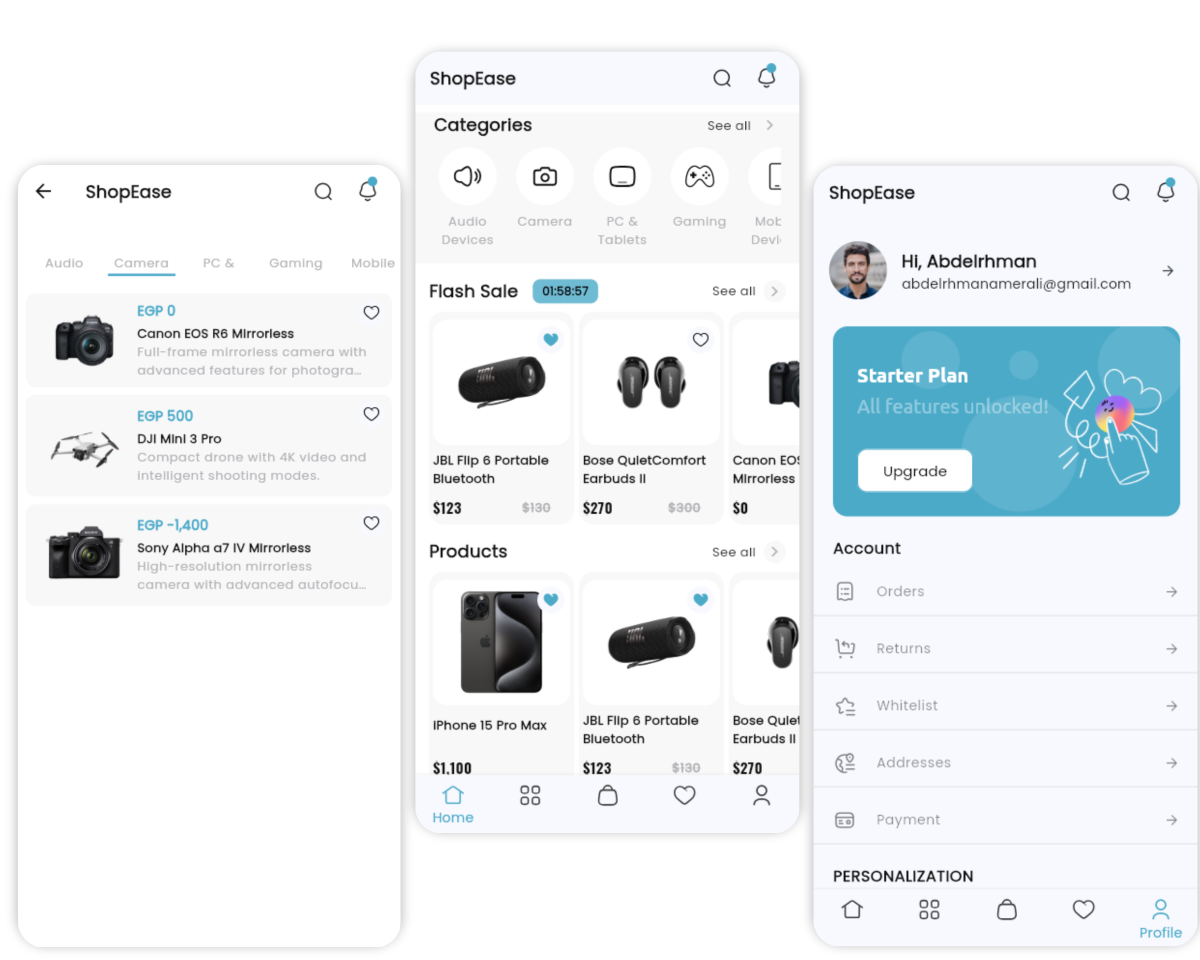 ShopEase
Audio
Camera
PC &
Gaming
Mobile
EGP 0
Canon EOS R6 Mirrorless
Full-frame mirrorless camera with
advanced features for photogra...
EGP 500
DJI Mini 3 Pro
Compact drone with 4K video and
intelligent shooting modes.
EGP -1,400
Sony Alpha a7 IV Mirrorless
High-resolution mirrorless
camera with advanced autofocu...
ShopEase
Categories
See all
Audio
Devices
Camera
PC &
Tablets
Gaming
Mob
Devi
Flash Sale
01:58:57
See all
JBL
JBL Flip 6 Portable
Bluetooth
$123
$130
Bose QuietComfort
Earbuds II
$270
$300
Canon EOS
Mirrorless
$0
Products
See all
iPhone 15 Pro Max
$1,100
JBL
JBL Flip 6 Portable
Bluetooth
$123
$130
Bose Quiet
Earbuds II
$270
Home
ShopEase
Hi, Abdelrhman
abdelrhmanamerali@gmail.com
Starter Plan
All features unlocked!
Upgrade
Account
Orders
Returns
Whitelist
Addresses
Payment
PERSONALIZATION
Profile